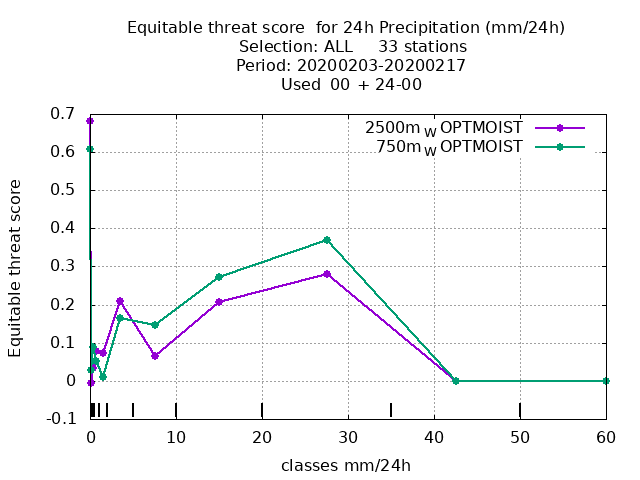 Equitable threat score  for 24h Precipitation (mm/24h)
Selection: ALL     33 stations
Period: 20200203-20200217
Used  00 + 24-00
2500m W OPTMOIST
750m W OPTMOIST
Equitable threat score
0.7
0.6
0.5
0.4
0.3
0.2
0.1
0
-0.1
0 10 20 30 40 50 60
classes mm/24h